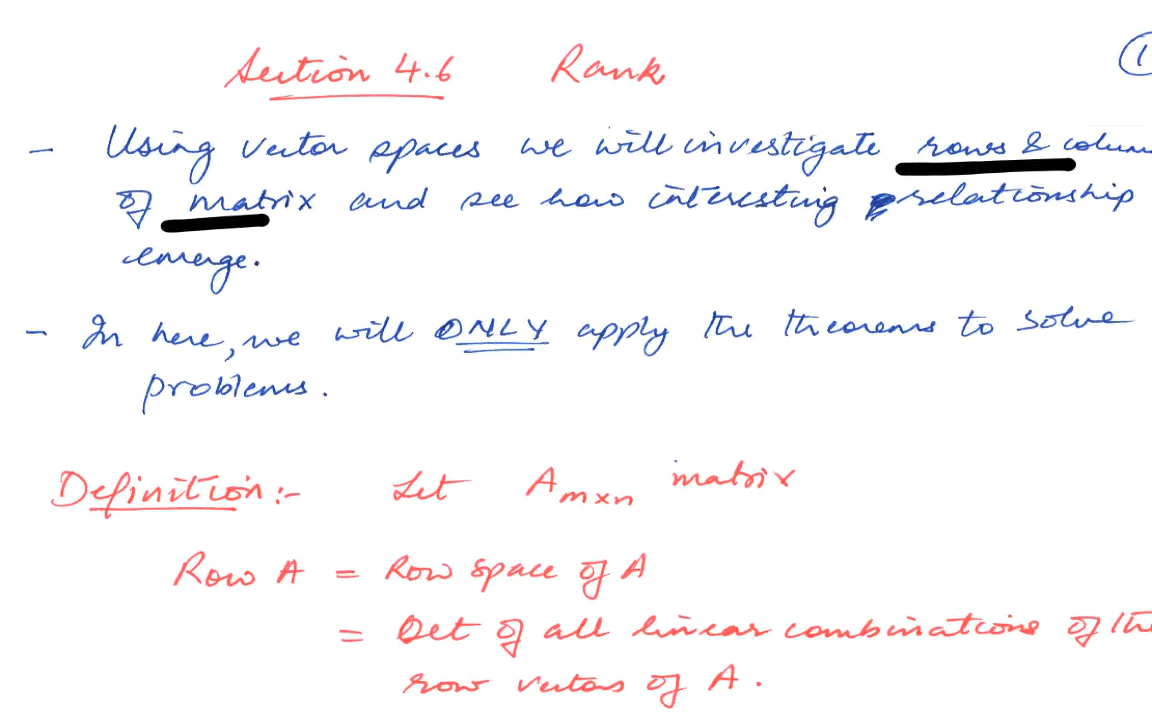 Section 4.6 Rank
①
- Using vector spaces we will investigate rows & colum
of matrix and see how interesting relationship
emerge.
- In here, we will ONLY apply the theorems to solve
problems.
Definition:- Let A m×n matrix
Row A = Row space of A
= Set of all linear combinations of the
row vectors of A.